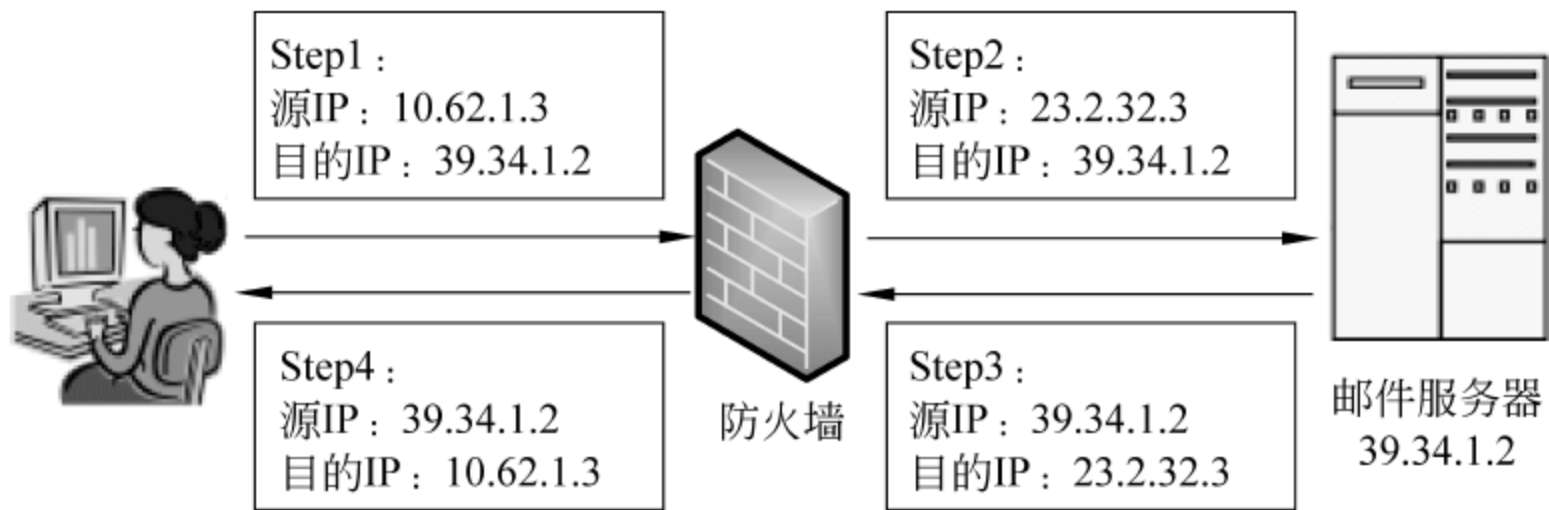 Step1：
源IP：10.62.1.3
目的IP：39.34.1.2
Step2：
源IP：23.2.32.3
目的IP：39.34.1.2
Step4：
源IP：39.34.1.2
目的IP：10.62.1.3
防火墙
Step3：
源IP：39.34.1.2
目的IP：23.2.32.3
邮件服务器
39.34.1.2